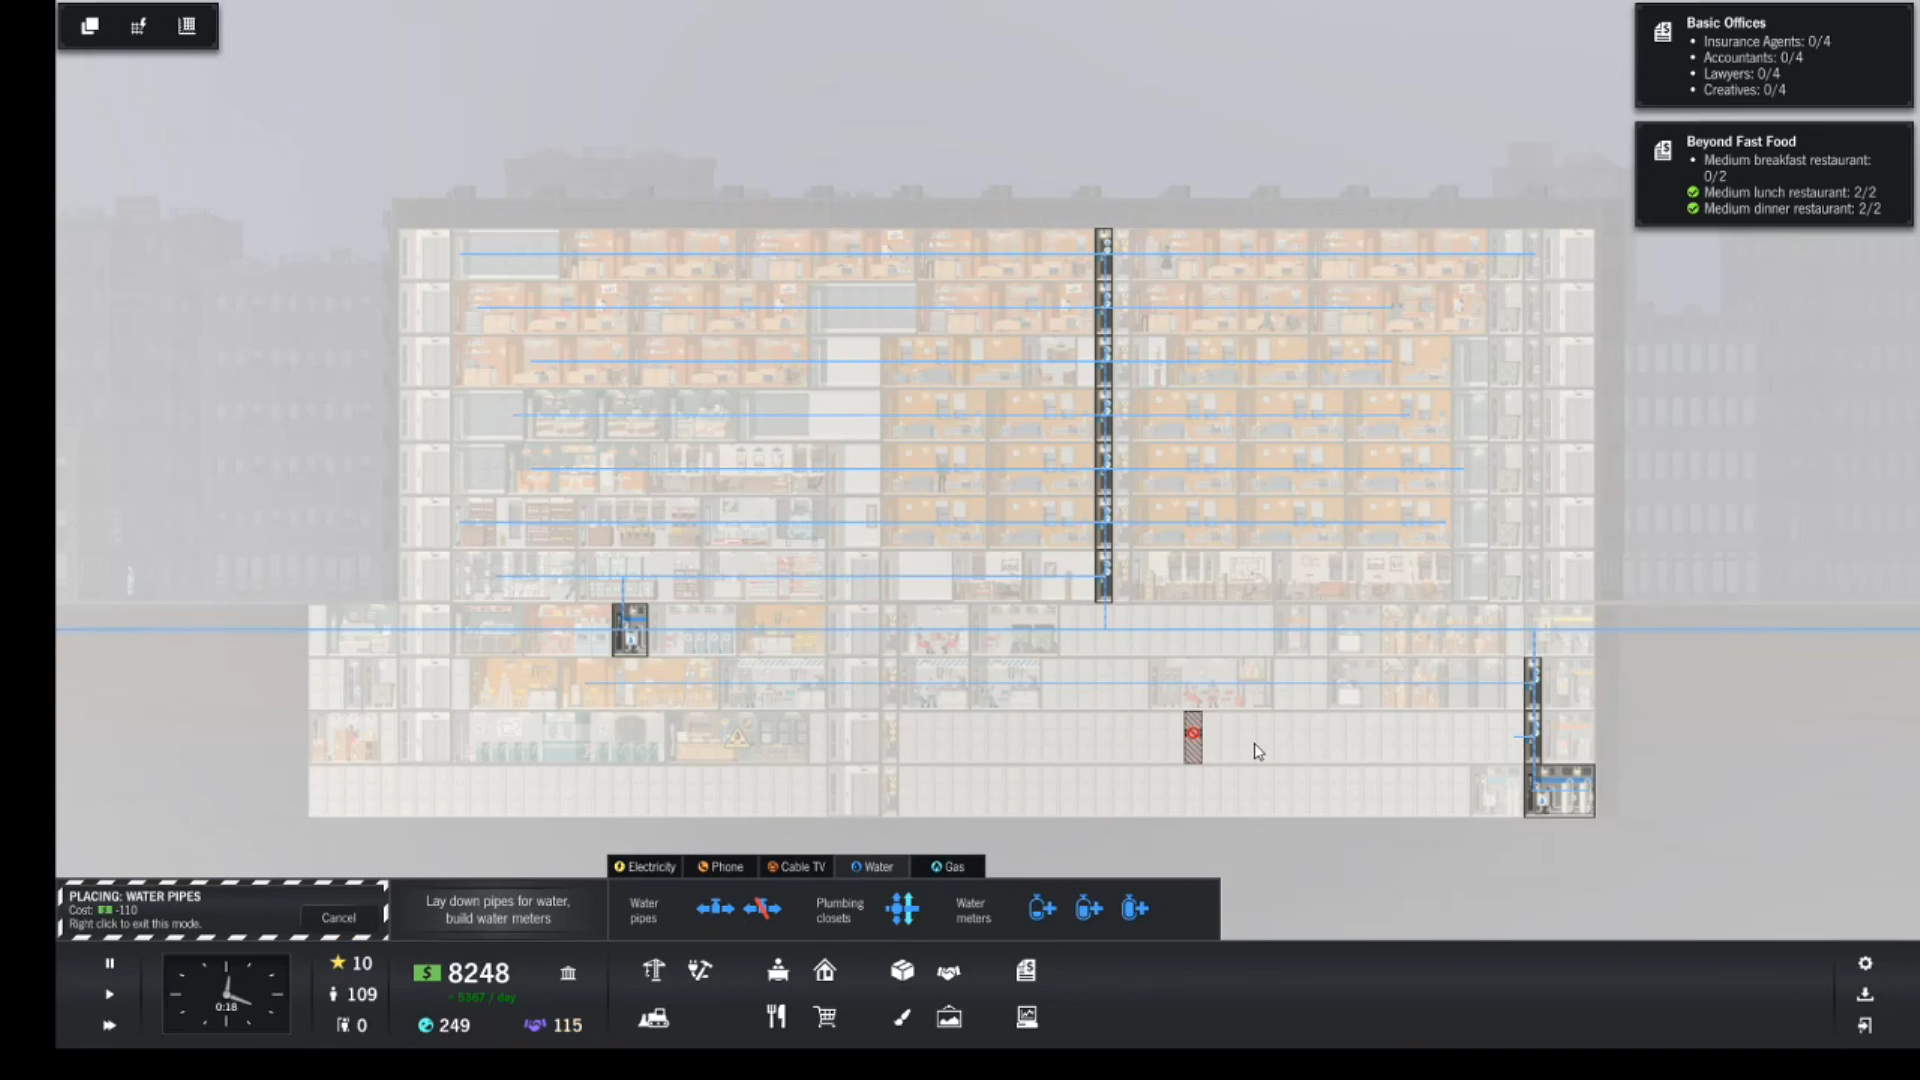 Basic Offices
• Insurance Agents: 0/4
• Accountants: 0/4
• Lawyers: 0/4
• Creatives: 0/4
Beyond Fast Food
• Medium breakfast restaurant:
0/2
Medium lunch restaurant: 2/2
Medium dinner restaurant: 2/2
Electricity
Phone
Cable TV
Water
Gas
PLACING: WATER PIPES
Cost: $ -110
Right click to exit this mode.
Cancel
Lay down pipes for water,
build water meters
Water
pipes
Plumbing
closets
Water
meters
0:18
10
109
0
$ 8248
~ 5367 / day
249
115